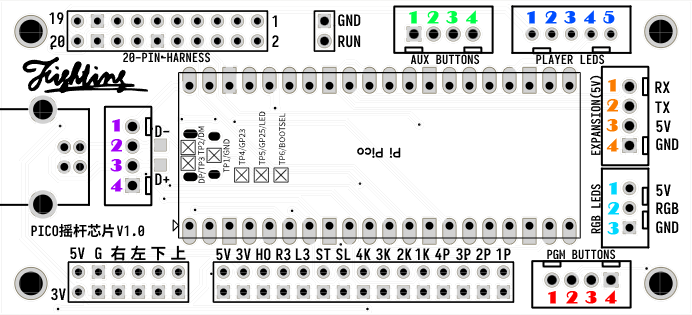 19 1 GND 1 2 3 4 1 2 3 4 5
20 2 RUN
20-PIN-HARNESS AUX BUTTONS PLAYER LEDS
Fighting
1 D-
2
3
4 D+
DP/TP3 TP2/DM
TP1/GND
TP4/GP23
TP5/GP25/LED
TP6/BOOTSEL
Pi Pico
EXPANSION(5V)
1 RX
2 TX
3 5V
4 GND
RGB LEDS
1 5V
2 RGB
3 GND
PICO摇杆芯片V1.0
5V G 右 左 下 上 5V 3V HO R3 L3 ST SL 4K 3K 2K 1K 4P 3P 2P 1P
3V
PGM BUTTONS
1 2 3 4